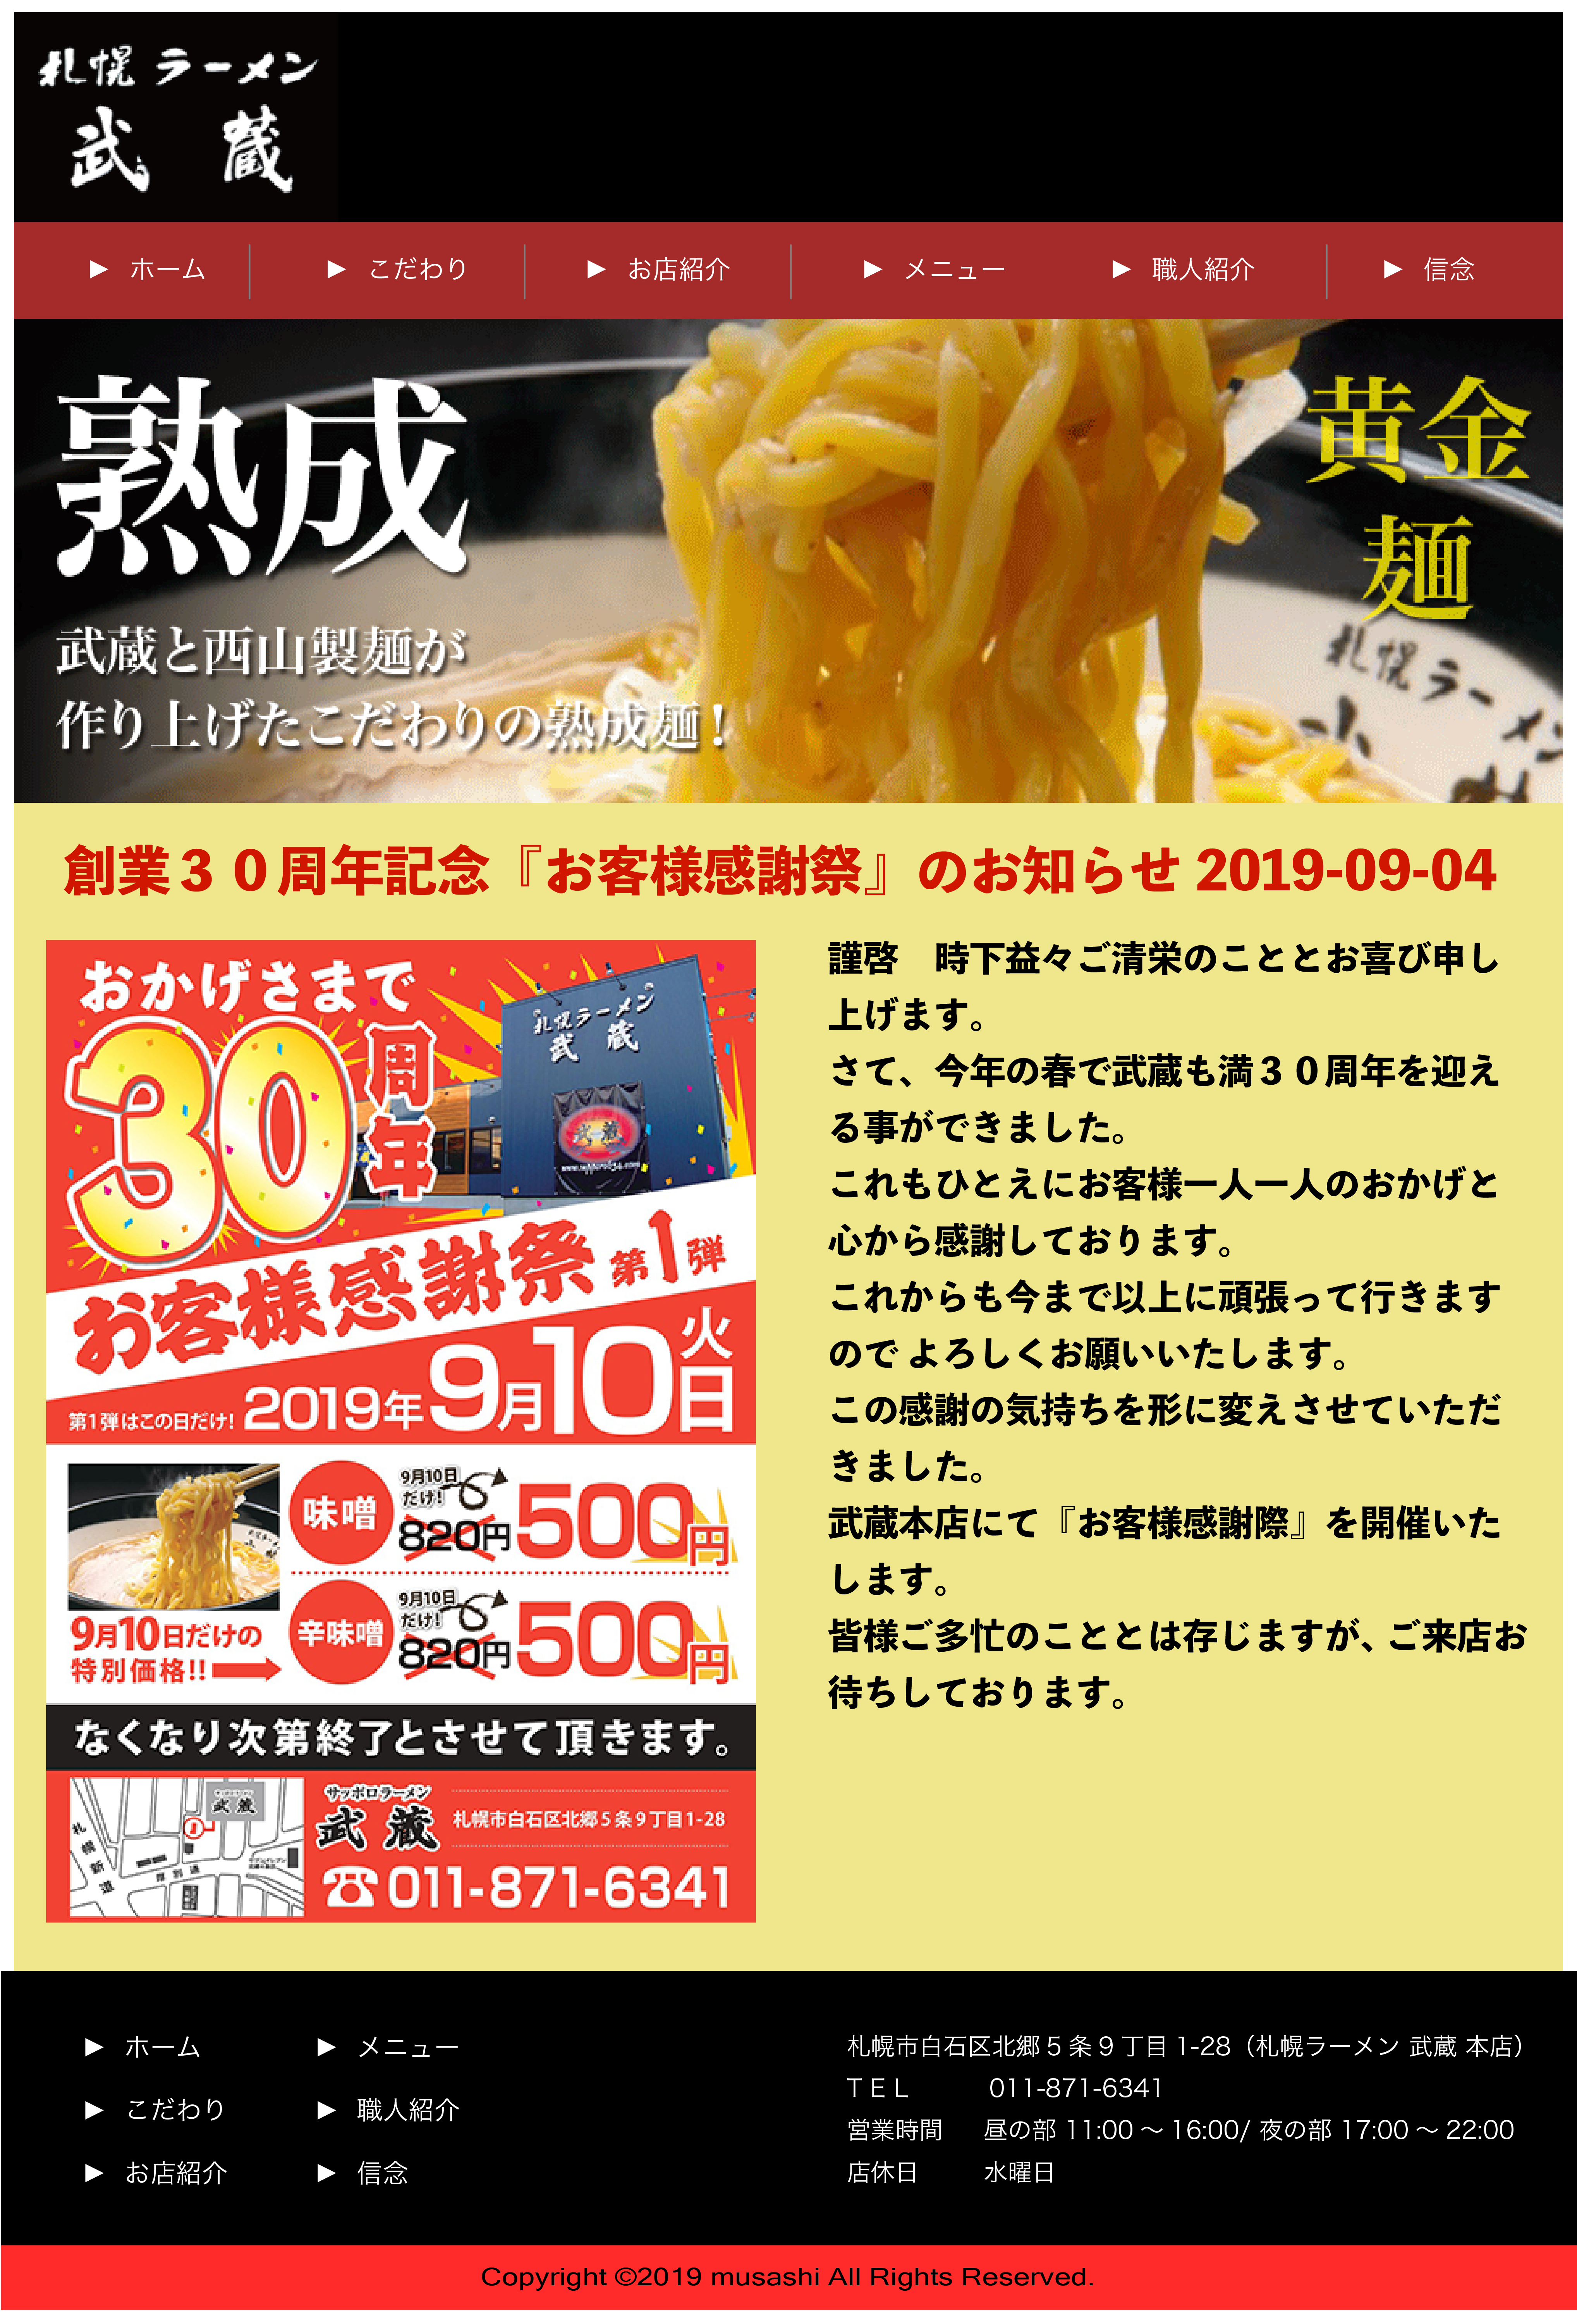 札幌 ラーメン
武 蔵
▶ ホーム
▶ こだわり
▶ お店紹介
▶ メニュー
▶ 職人紹介
▶ 信念
熟成
武蔵と西山製麺が
作り上げたこだわりの熟成麺！
黄金
麺
札幌ラーメン
創業３０周年記念『お客様感謝祭』のお知らせ 2019-09-04
おかげさまで
30周年
札幌ラーメン
武 蔵
武蔵
お客様感謝祭 第1弾
第1弾はこの日だけ！ 2019年9月10日火
味噌
9月10日
だけ！
820円 500円
辛味噌
9月10日
だけ！
820円 500円
9月10日だけの
特別価格!!
なくなり次第終了とさせて頂きます。
武蔵
札幌新道
厚別通
サッポロラーメン
武 蔵
札幌市白石区北郷５条９丁目1-28
☎011-871-6341
謹啓　時下益々ご清栄のこととお喜び申し
上げます。
さて、今年の春で武蔵も満３０周年を迎え
る事ができました。
これもひとえにお客様一人一人のおかげと
心から感謝しております。
これからも今まで以上に頑張って行きます
ので よろしくお願いいたします。
この感謝の気持ちを形に変えさせていただ
きました。
武蔵本店にて『お客様感謝際』を開催いた
します。
皆様ご多忙のこととは存じますが、ご来店お
待ちしております。
▶ ホーム
▶ こだわり
▶ お店紹介
▶ メニュー
▶ 職人紹介
▶ 信念
札幌市白石区北郷 5 条 9 丁目 1-28（札幌ラーメン 武蔵 本店）
ＴＥＬ 011-871-6341
営業時間 昼の部 11:00 〜 16:00/ 夜の部 17:00 〜 22:00
店休日 水曜日
Copyright ©2019 musashi All Rights Reserved.